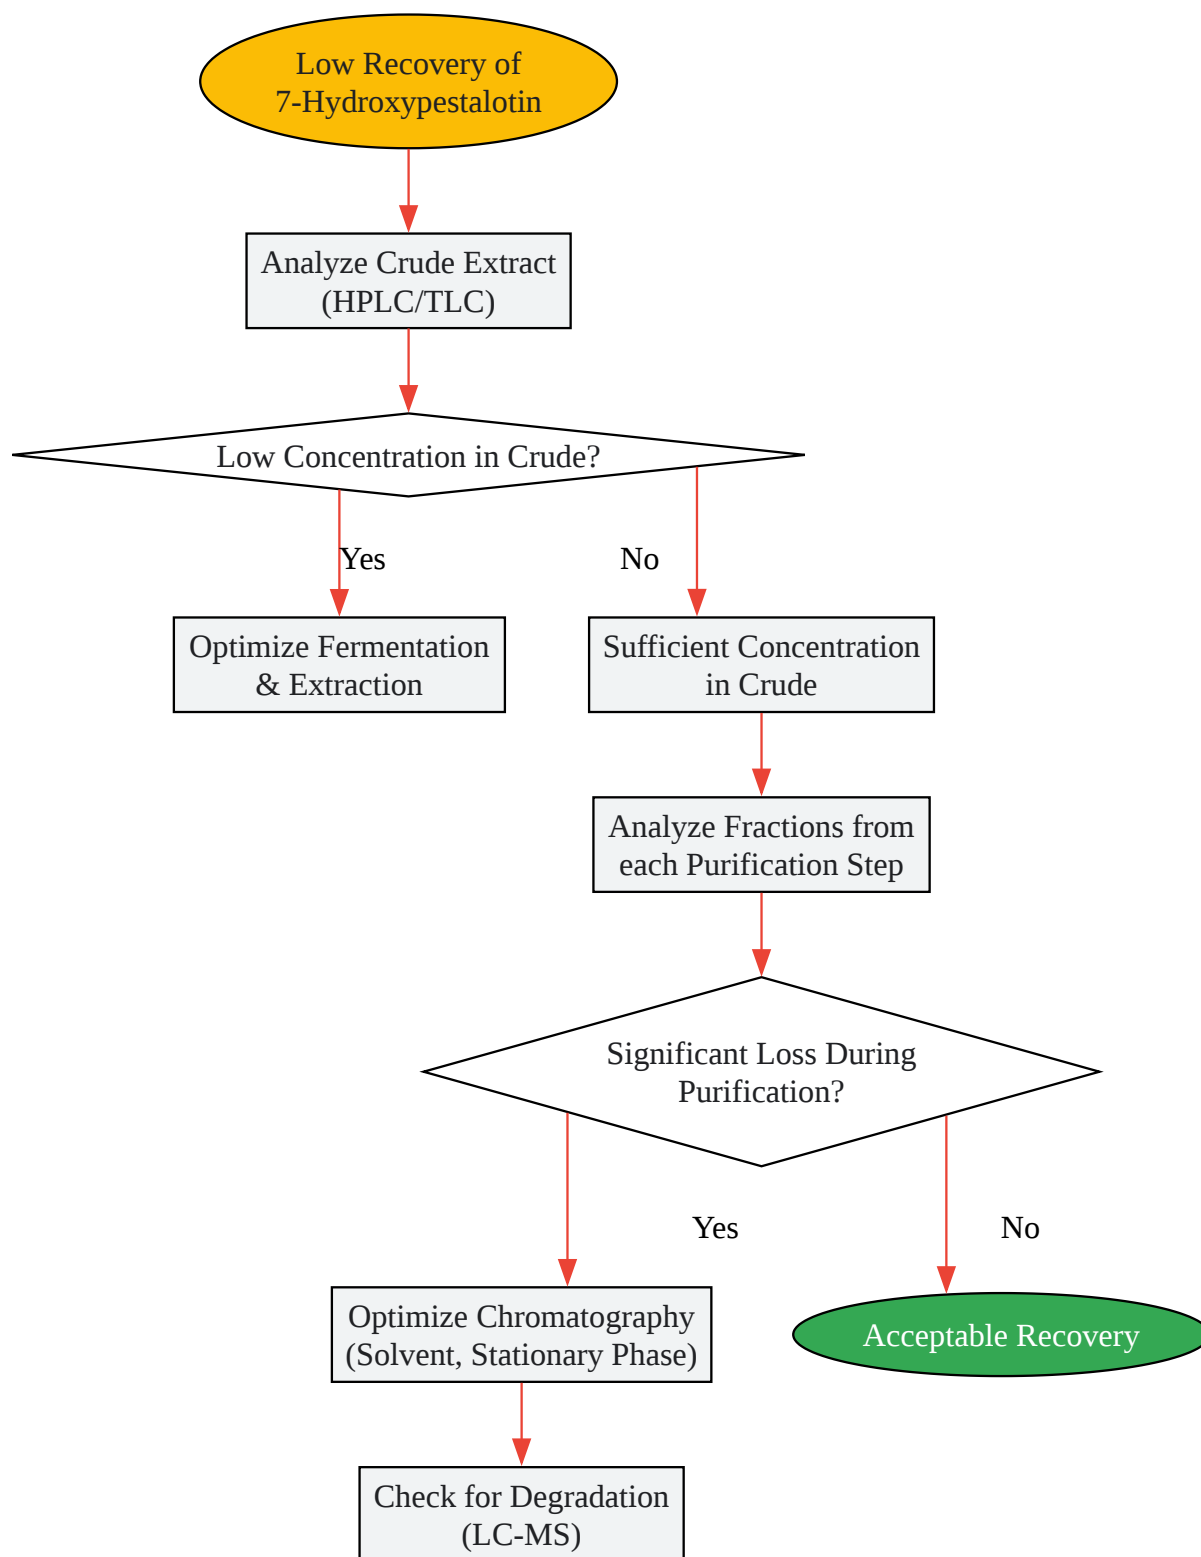 Low Recovery of
7-Hydroxypestalotin
Analyze Crude Extract
(HPLC/TLC)
Low Concentration in Crude?
Yes
No
Optimize Fermentation
& Extraction
Sufficient Concentration
in Crude
Analyze Fractions from
each Purification Step
Significant Loss During
Purification?
Yes
No
Optimize Chromatography
(Solvent, Stationary Phase)
Acceptable Recovery
Check for Degradation
(LC-MS)